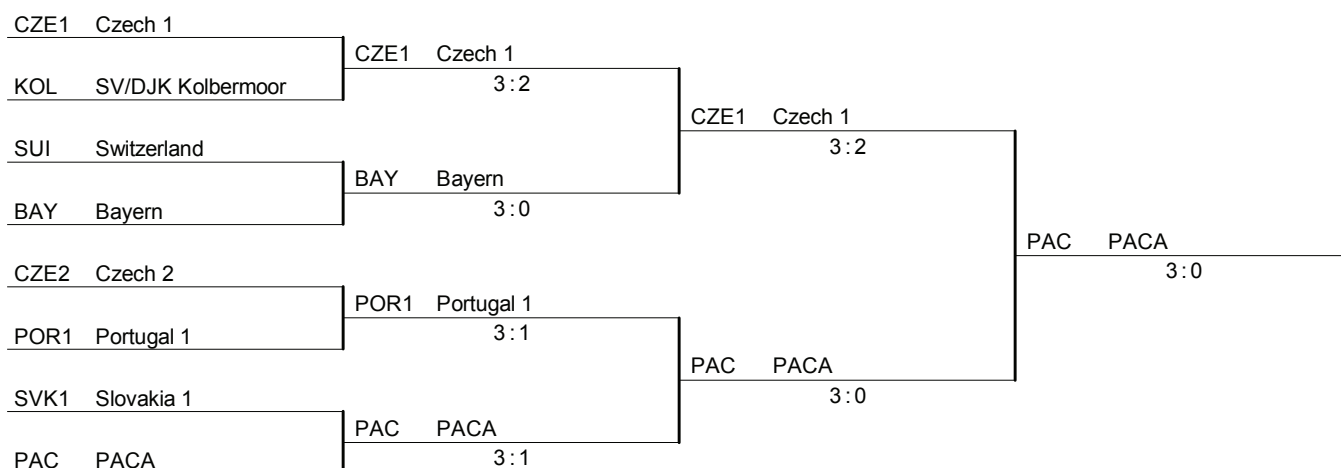 CZE1 Czech 1
CZE1 Czech 1
3:2
KOL SV/DJK Kolbermoor
CZE1 Czech 1
3:2
SUI Switzerland
BAY Bayern
3:0
BAY Bayern
PAC PACA
3:0
CZE2 Czech 2
POR1 Portugal 1
3:1
POR1 Portugal 1
PAC PACA
3:0
SVK1 Slovakia 1
PAC PACA
3:1
PAC PACA